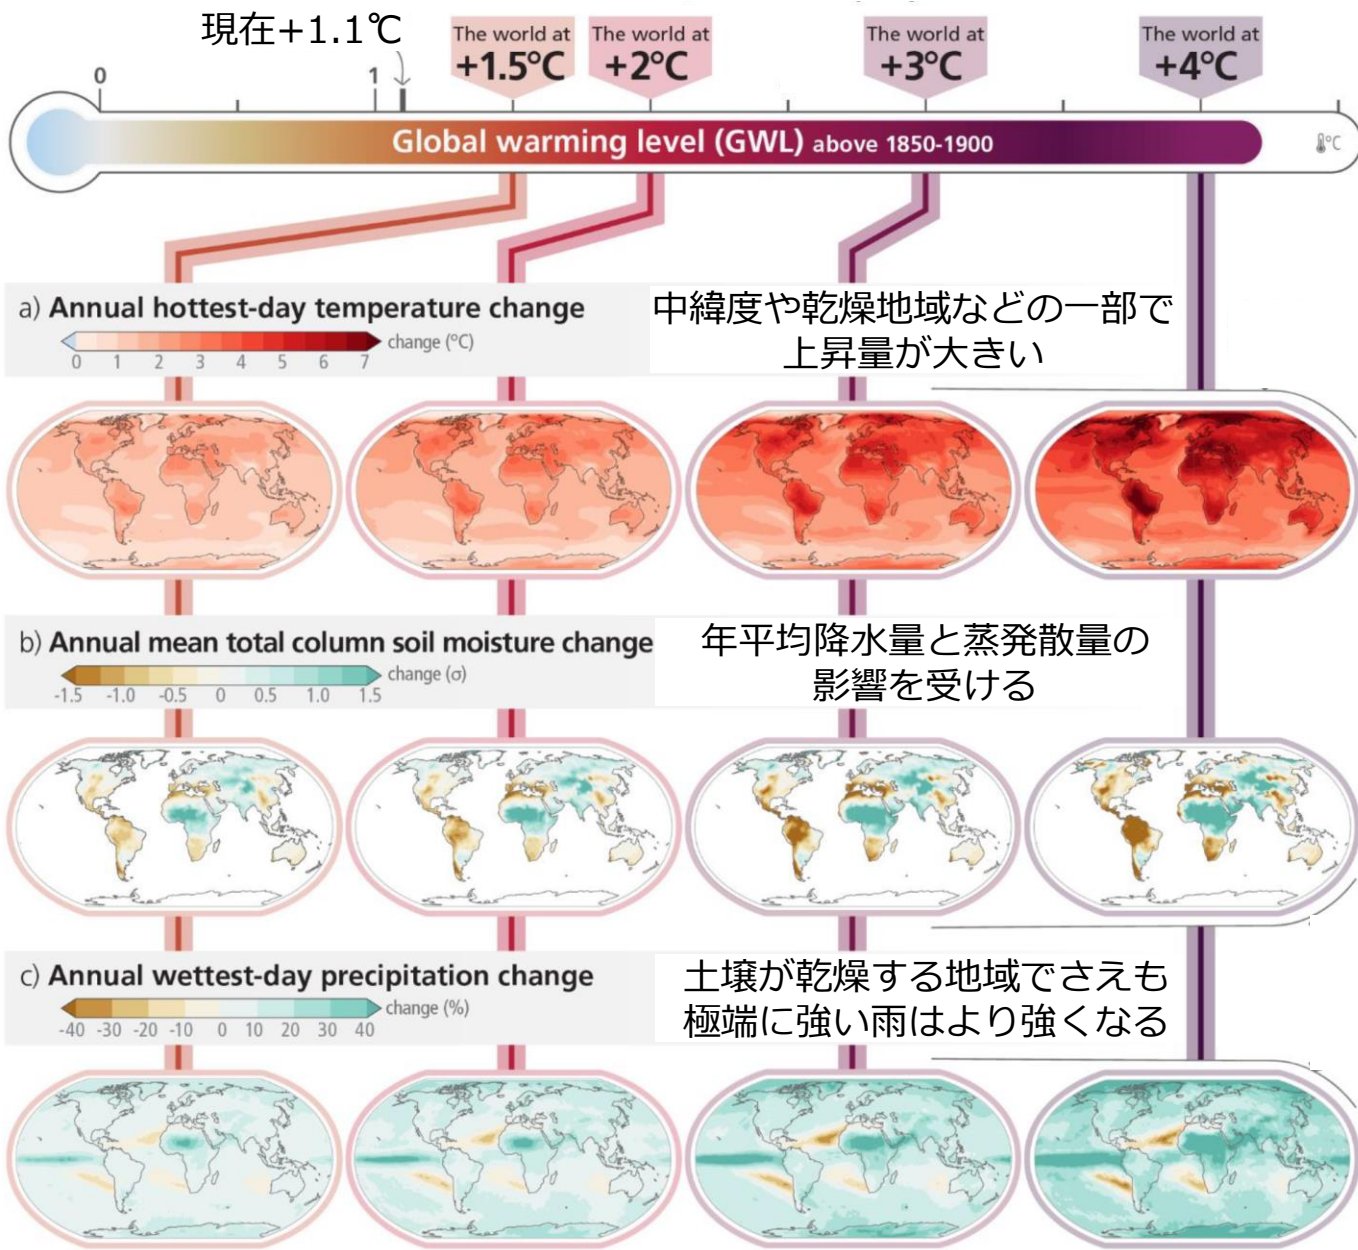 現在+1.1℃
The world at
+1.5°C
The world at
+2°C
The world at
+3°C
The world at
+4°C
0
1
Global warming level (GWL) above 1850-1900
°C
a) Annual hottest-day temperature change
change (°C)
0 1 2 3 4 5 6 7
中緯度や乾燥地域などの一部で
上昇量が大きい
b) Annual mean total column soil moisture change
change (σ)
-1.5 -1.0 -0.5 0 0.5 1.0 1.5
年平均降水量と蒸発散量の
影響を受ける
c) Annual wettest-day precipitation change
change (%)
-40 -30 -20 -10 0 10 20 30 40
土壌が乾燥する地域でさえも
極端に強い雨はより強くなる